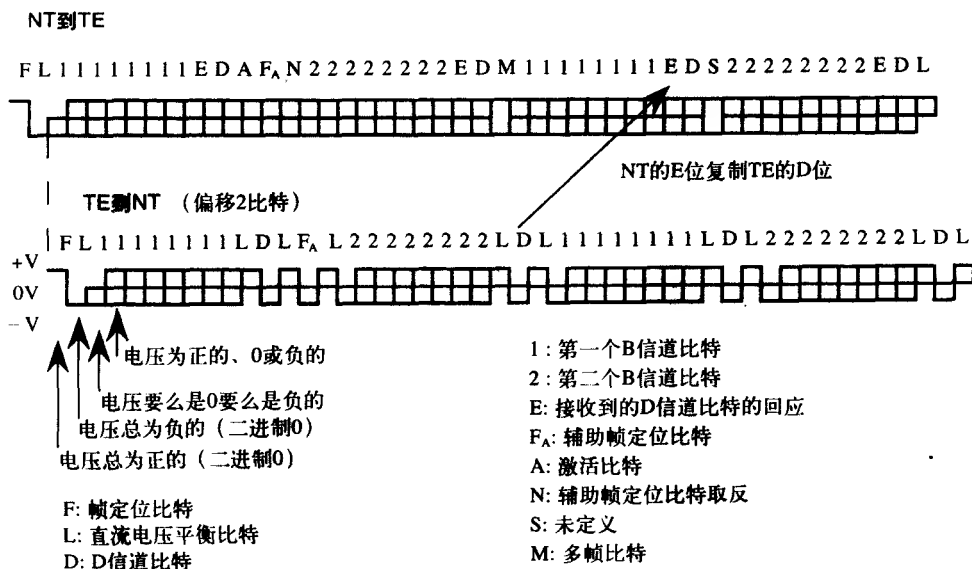 NT到TE
F L 1 1 1 1 1 1 1 1 E D A F_A N 2 2 2 2 2 2 2 2 E D M 1 1 1 1 1 1 1 1 E D S 2 2 2 2 2 2 2 2 E D L
NT的E位复制TE的D位
TE到NT （偏移2比特）
F L 1 1 1 1 1 1 1 1 L D L F_A L 2 2 2 2 2 2 2 2 L D L 1 1 1 1 1 1 1 1 L D L 2 2 2 2 2 2 2 2 L D L
+V
0V
– V
电压为正的、0或负的
电压要么是0要么是负的
电压总为负的（二进制0）
电压总为正的（二进制0）
F: 帧定位比特
L: 直流电压平衡比特
D: D信道比特
1 : 第一个B信道比特
2 : 第二个B信道比特
E: 接收到的D信道比特的回应
F_A: 辅助帧定位比特
A: 激活比特
N: 辅助帧定位比特取反
S: 未定义
M: 多帧比特